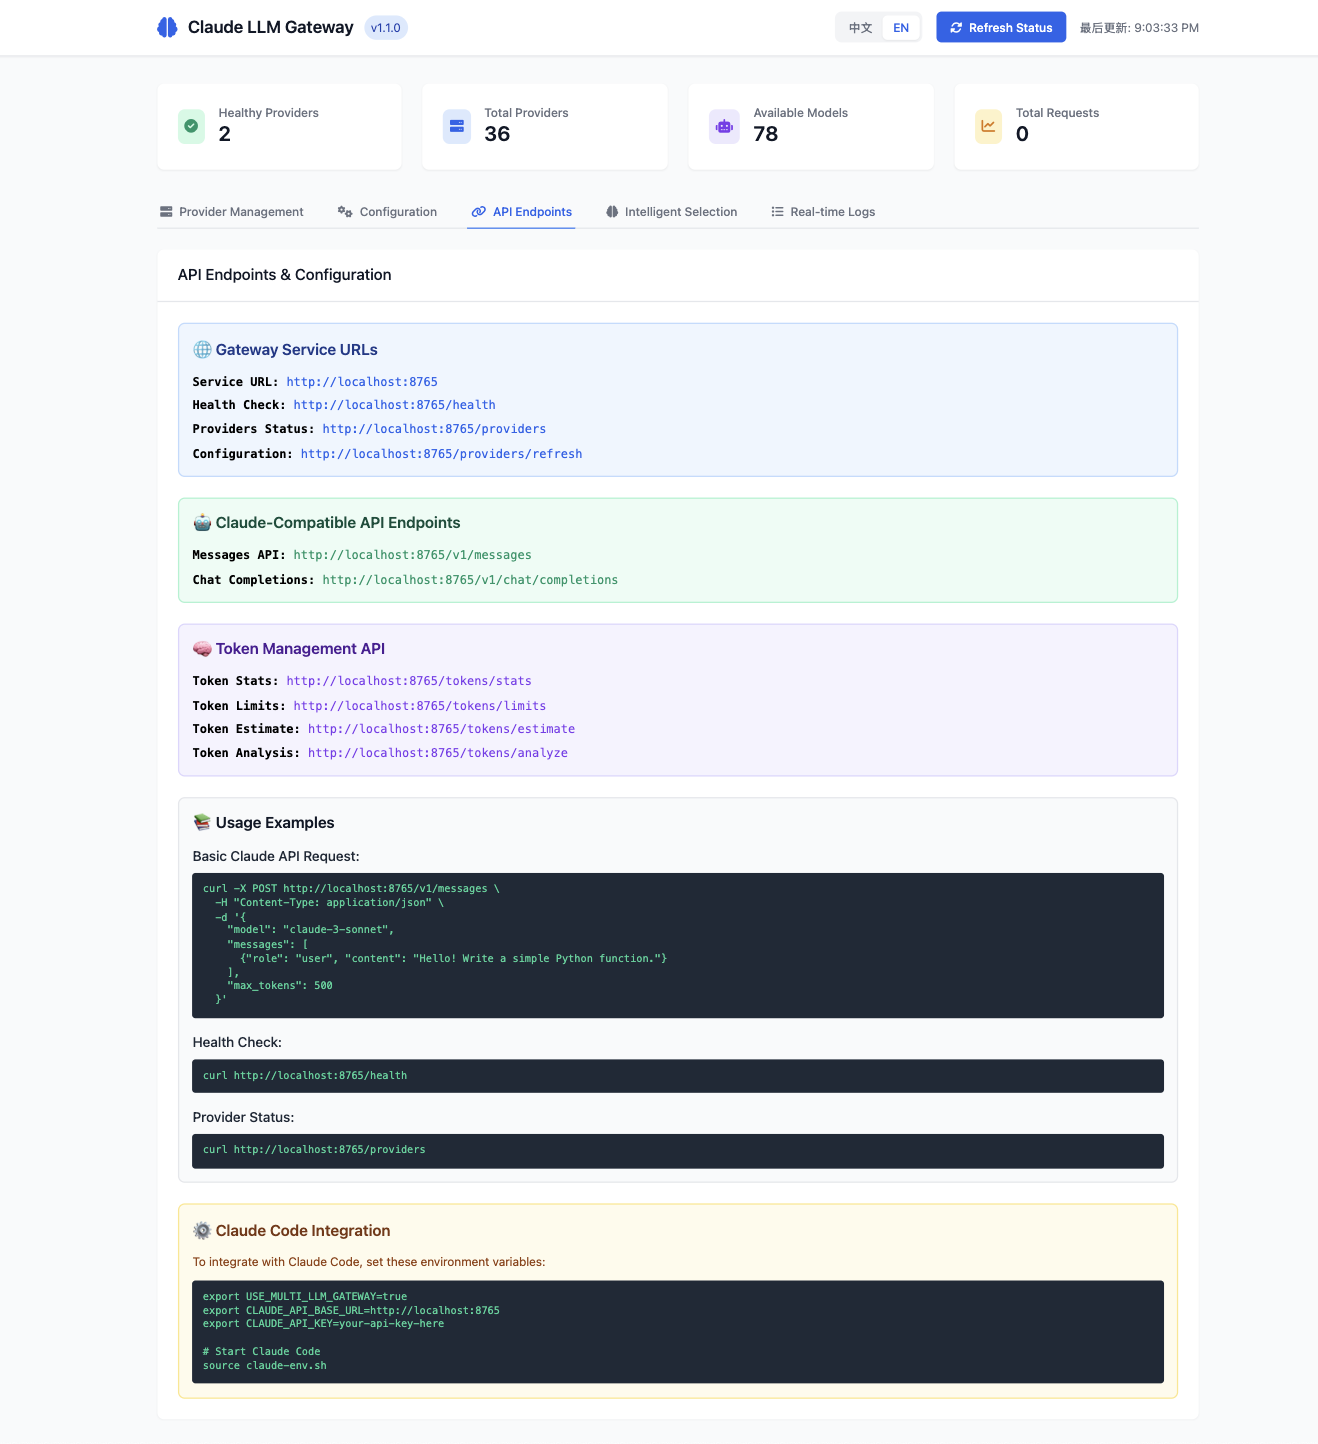 Claude LLM Gateway v1.1.0
中文 EN Refresh Status 最后更新: 9:03:33 PM
Healthy Providers
2
Total Providers
36
Available Models
78
Total Requests
0
Provider Management Configuration API Endpoints Intelligent Selection Real-time Logs
API Endpoints & Configuration
Gateway Service URLs
Service URL: http://localhost:8765
Health Check: http://localhost:8765/health
Providers Status: http://localhost:8765/providers
Configuration: http://localhost:8765/providers/refresh
Claude-Compatible API Endpoints
Messages API: http://localhost:8765/v1/messages
Chat Completions: http://localhost:8765/v1/chat/completions
Token Management API
Token Stats: http://localhost:8765/tokens/stats
Token Limits: http://localhost:8765/tokens/limits
Token Estimate: http://localhost:8765/tokens/estimate
Token Analysis: http://localhost:8765/tokens/analyze
Usage Examples
Basic Claude API Request:
curl -X POST http://localhost:8765/v1/messages \
  -H "Content-Type: application/json" \
  -d '{
    "model": "claude-3-sonnet",
    "messages": [
      {"role": "user", "content": "Hello! Write a simple Python function."}
    ],
    "max_tokens": 500
  }'
Health Check:
curl http://localhost:8765/health
Provider Status:
curl http://localhost:8765/providers
Claude Code Integration
To integrate with Claude Code, set these environment variables:
export USE_MULTI_LLM_GATEWAY=true
export CLAUDE_API_BASE_URL=http://localhost:8765
export CLAUDE_API_KEY=your-api-key-here
# Start Claude Code
source claude-env.sh